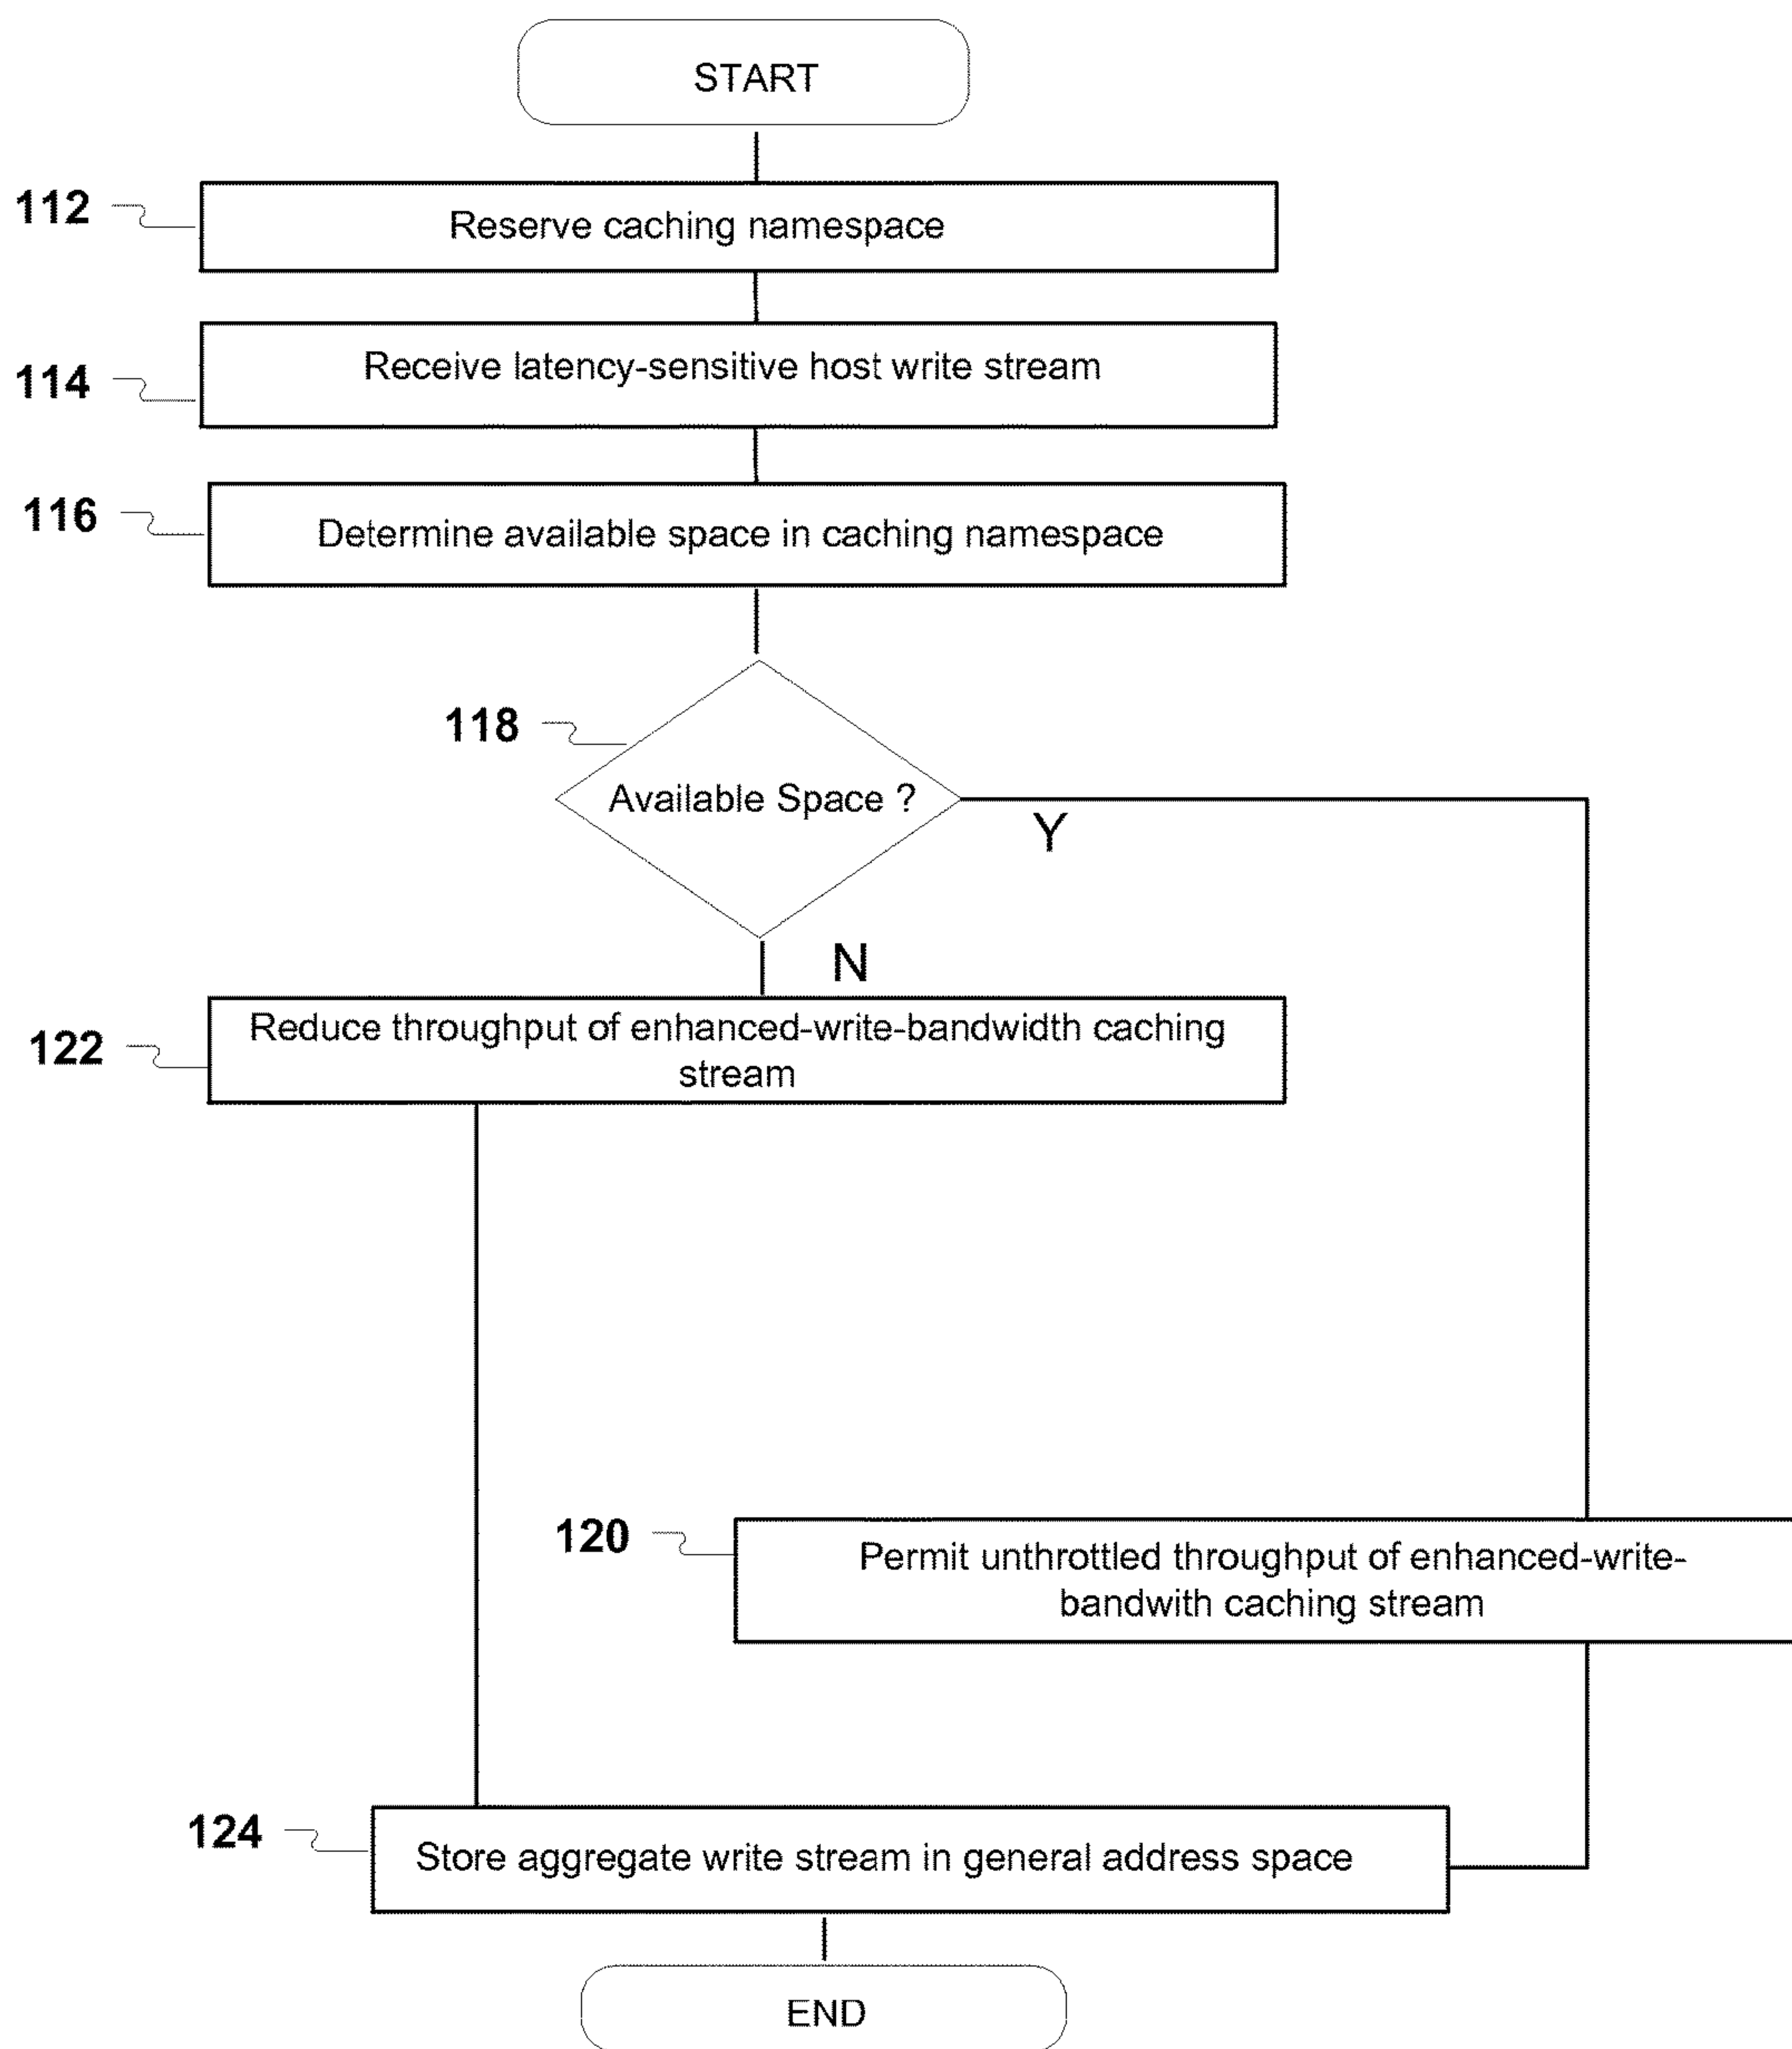 START
112
Reserve caching namespace
114
Receive latency-sensitive host write stream
116
Determine available space in caching namespace
118
Available Space ?
Y
N
122
Reduce throughput of enhanced-write-bandwidth caching
stream
120
Permit unthrottled throughput of enhanced-write-
bandwith caching stream
124
Store aggregate write stream in general address space
END